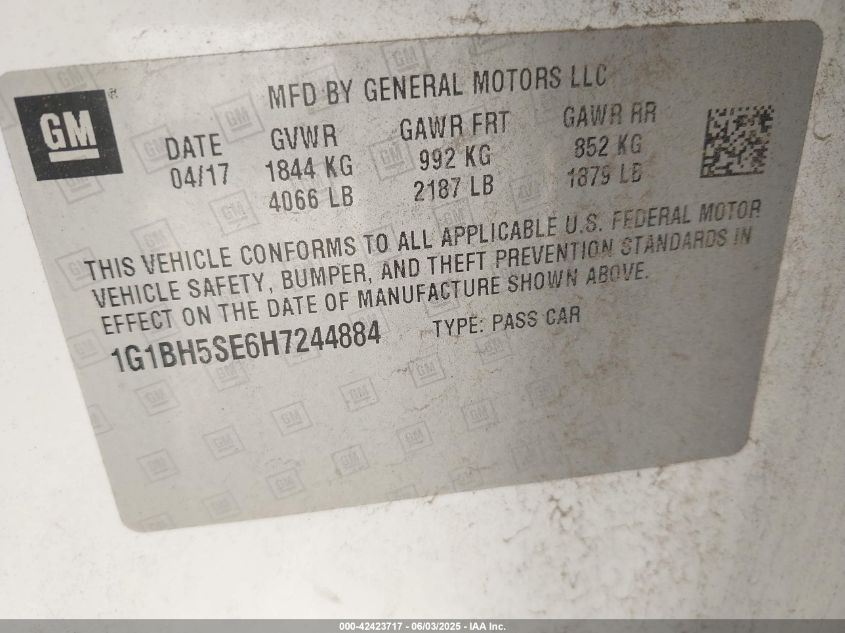 GM
MFD BY GENERAL MOTORS LLC
DATE GVWR GAWR FRT GAWR RR
04/17 1844 KG 992 KG 852 KG
4066 LB 2187 LB 1879 LB
THIS VEHICLE CONFORMS TO ALL APPLICABLE U.S. FEDERAL MOTOR
VEHICLE SAFETY, BUMPER, AND THEFT PREVENTION STANDARDS IN
EFFECT ON THE DATE OF MANUFACTURE SHOWN ABOVE.
1G1BH5SE6H7244884 TYPE: PASS CAR
000-42423717 - 06/03/2025 - IAA Inc.